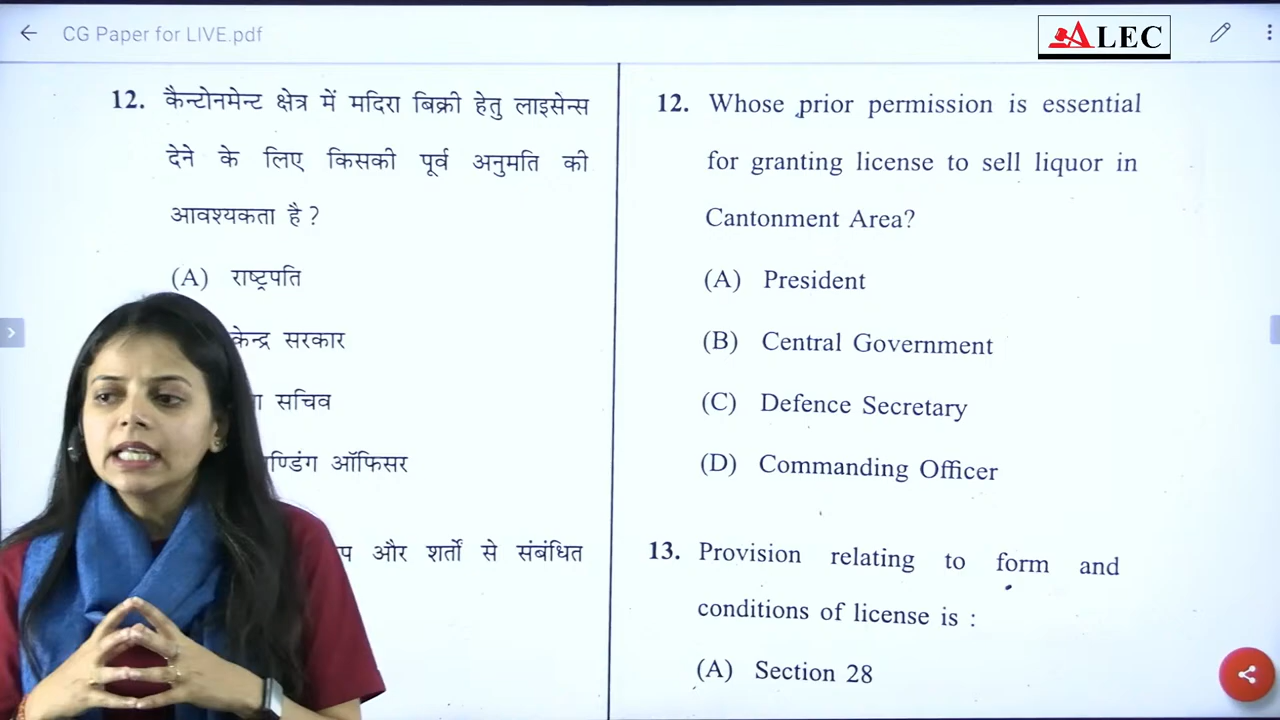 CG Paper for LIVE.pdf
ALEC
12. कैन्टोनमेन्ट क्षेत्र में मदिरा बिक्री हेतु लाइसेन्स
देने के लिए किसकी पूर्व अनुमति की
आवश्यकता है ?
(A) राष्ट्रपति
केन्द्र सरकार
सचिव
ऑफिसर
और शर्तों से संबंधित
12. Whose prior permission is essential
for granting license to sell liquor in
Cantonment Area?
(A) President
(B) Central Government
(C) Defence Secretary
(D) Commanding Officer
13. Provision relating to form and
conditions of license is :
(A) Section 28